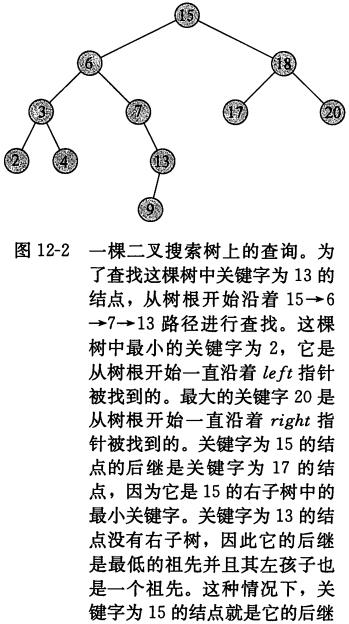 15
6 18
3 7 17 20
2 4 13
9
图 12-2 一棵二叉搜索树上的查询。为
了查找这棵树中关键字为 13 的
结点，从树根开始沿着 15→6
→7→13 路径进行查找。这棵
树中最小的关键字为 2，它是
从树根开始一直沿着 left 指针
被找到的。最大的关键字 20 是
从树根开始一直沿着 right 指
针被找到的。关键字为 15 的结
点的后继是关键字为 17 的结
点，因为它是 15 的右子树中的
最小关键字。关键字为 13 的结
点没有右子树，因此它的后继
是最低的祖先并且其左孩子也
是一个祖先。这种情况下，关
键字为 15 的结点就是它的后继